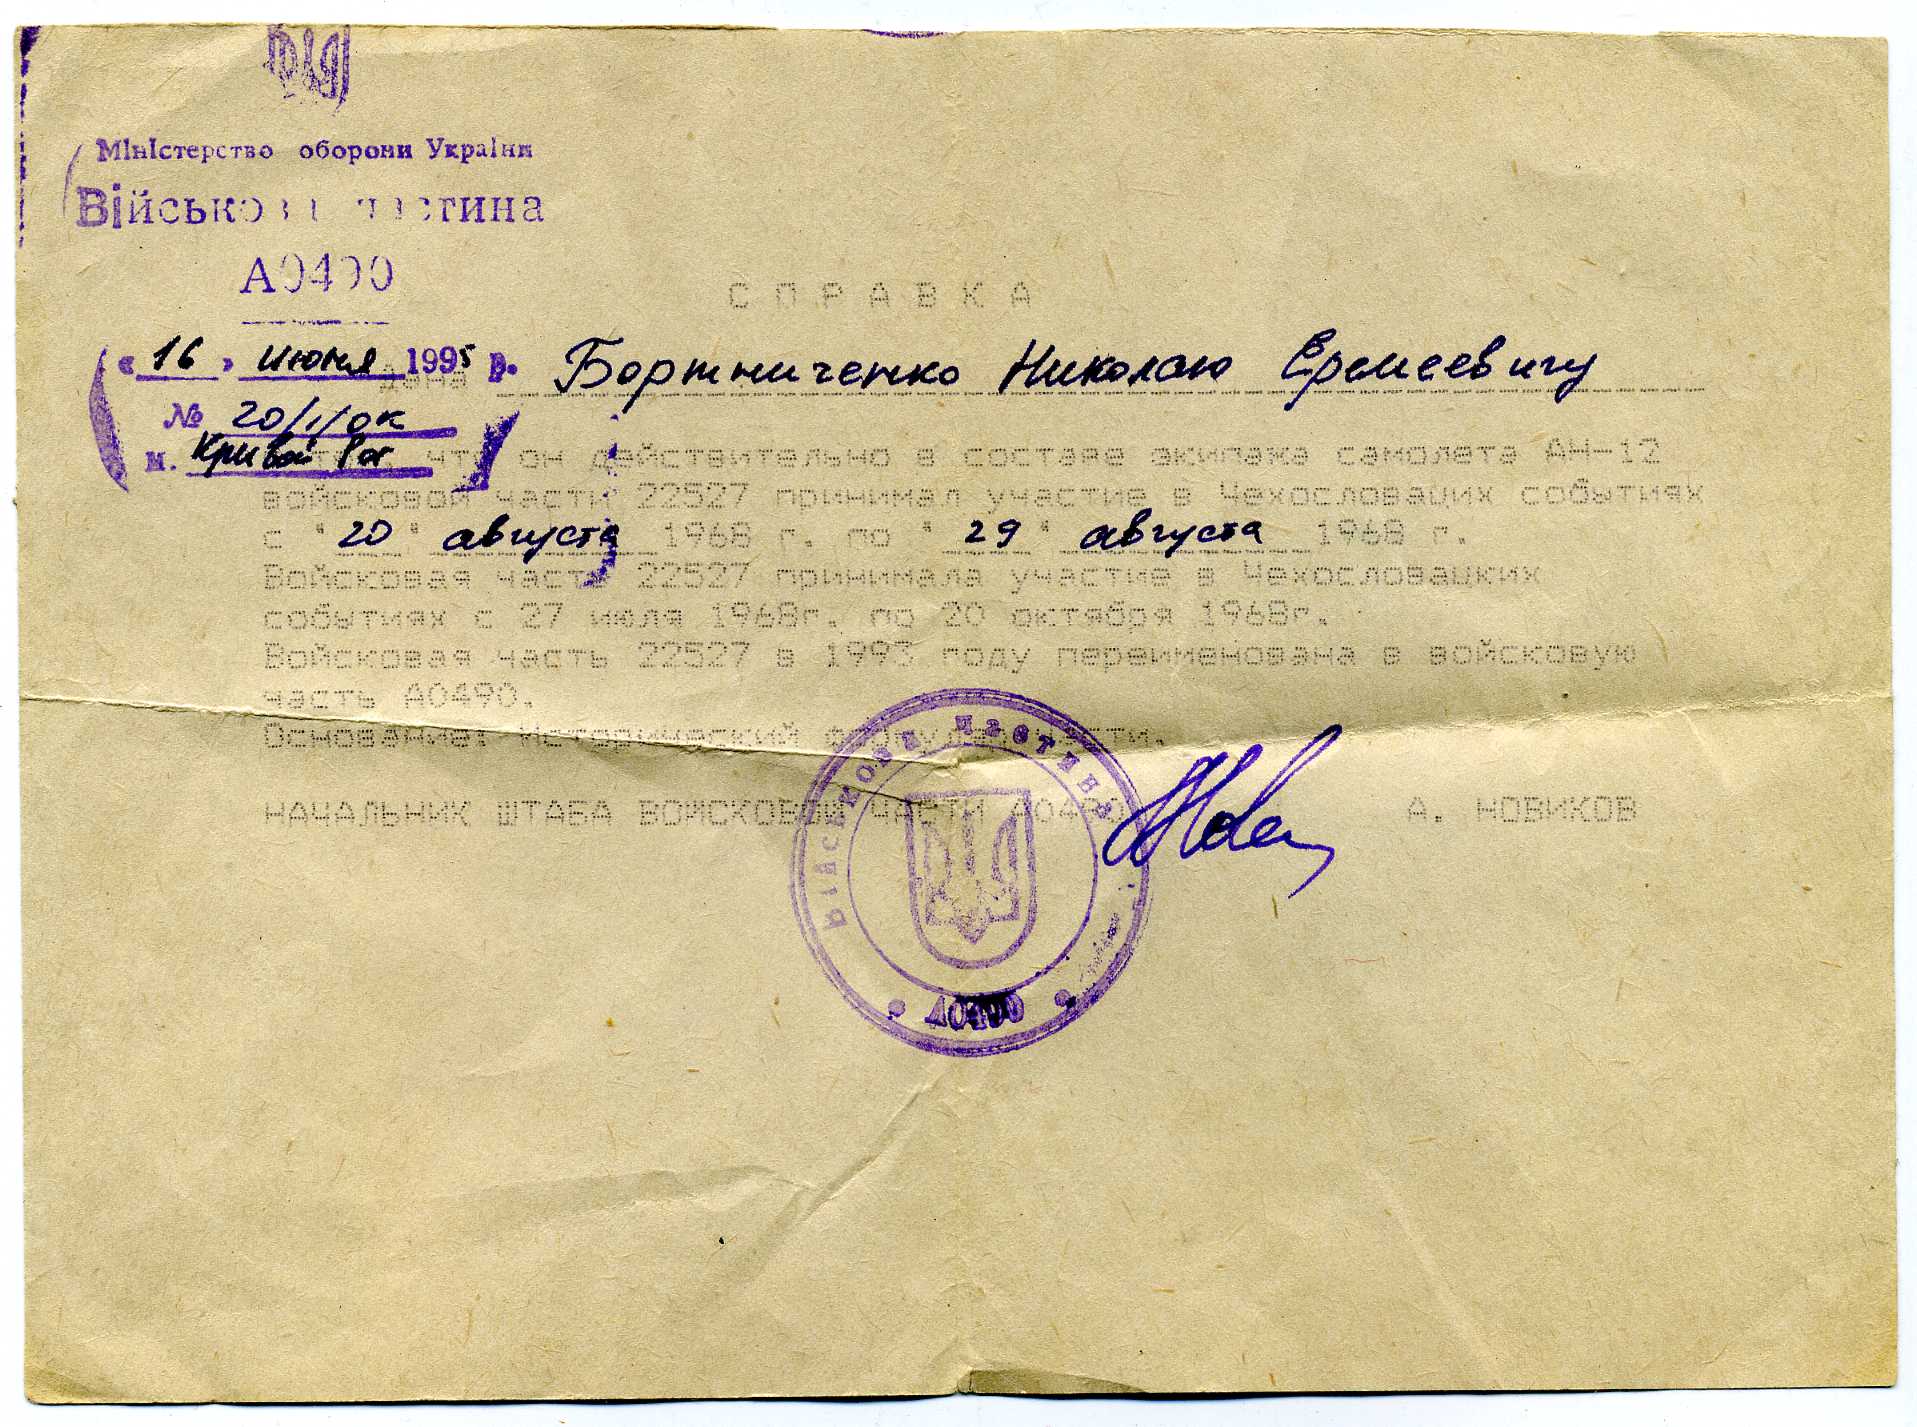 Міністерство оборони України
Військова частина
А0490
С П Р А В К А
« 16 » июня 1995 р.
дана Бортниченко Николаю Еремеевичу
№ 20/1/ок
м. Кривой Рог
в том, что он действительно в составе экипажа самолета АН-12
войсковой части 22527 принимал участие в Чехословацих событиях
с "20" августа 1968 г. по "29" августа 1968 г.
Войсковая часть 22527 принимала участие в Чехословацких
событиях с 27 июля 1968г. по 20 октября 1968г.
Войсковая часть 22527 в 1993 году переименована в войсковую
часть А0490.
Основание: Исторический формуляр части.
НАЧАЛЬНИК ШТАБА ВОЙСКОВОЙ ЧАСТИ А0490 А. НОВИКОВ
Військова частина
А0490